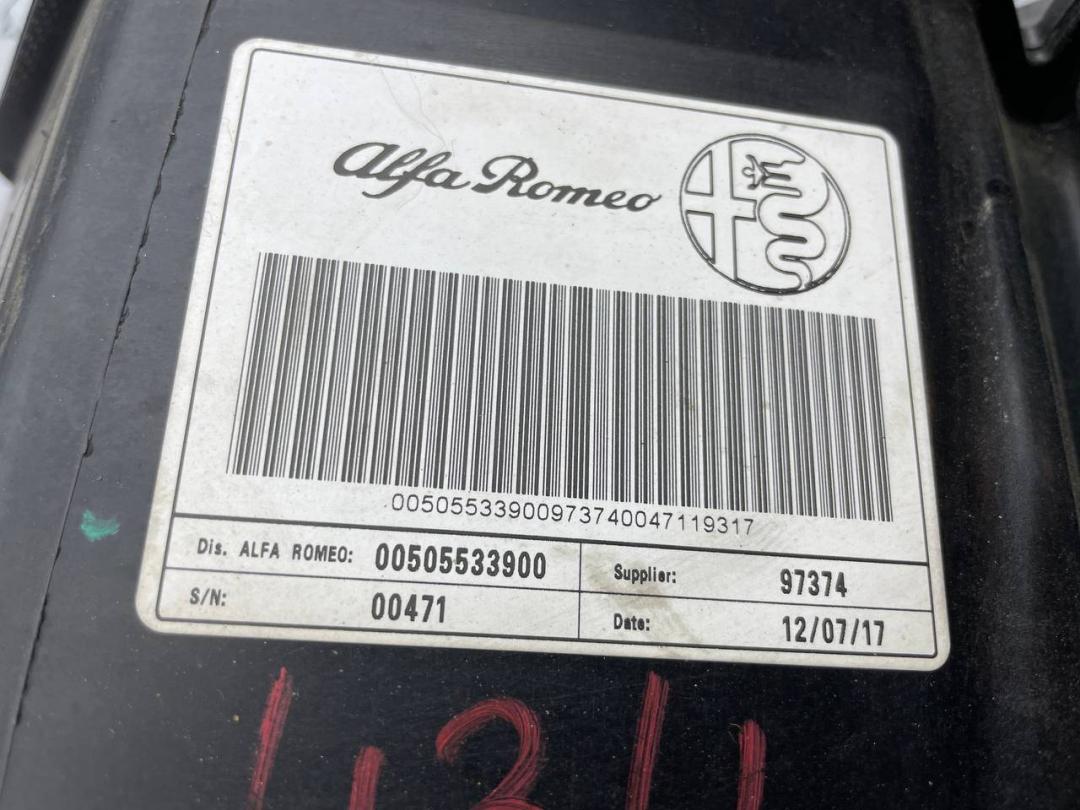 Alfa Romeo
00505533900973740047119317
Dis. ALFA ROMEO: 00505533900 Supplier: 97374
S/N: 00471 Date: 12/07/17